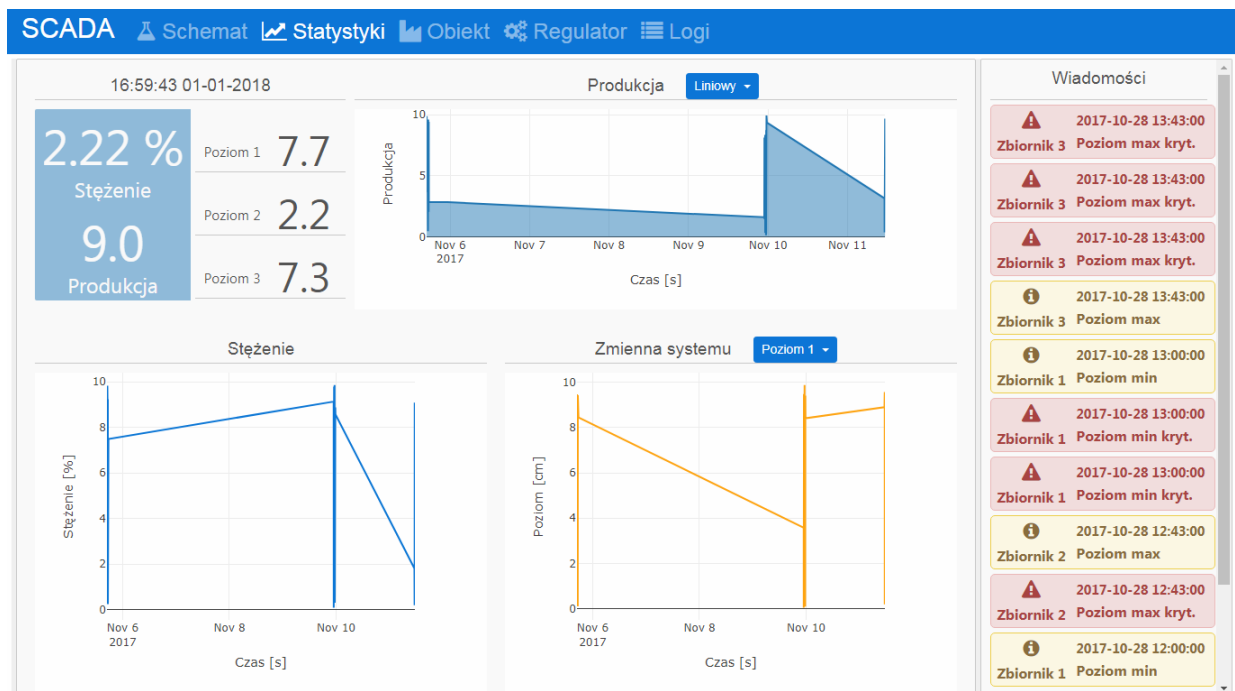 SCADA Schemat Statystyki Obiekt Regulator Logi
16:59:43 01-01-2018
2.22 %
Stężenie
9.0
Produkcja
Poziom 1 7.7
Poziom 2 2.2
Poziom 3 7.3
Produkcja Liniowy
Produkcja
10
5
0
Nov 6 Nov 7 Nov 8 Nov 9 Nov 10 Nov 11
2017
Czas [s]
Stężenie
Stężenie [%]
10
8
6
4
2
0
Nov 6 Nov 8 Nov 10
2017
Czas [s]
Zmienna systemu Poziom 1
Poziom [cm]
10
8
6
4
2
0
Nov 6 Nov 8 Nov 10
2017
Czas [s]
Wiadomości
2017-10-28 13:43:00
Zbiornik 3 Poziom max kryt.
2017-10-28 13:43:00
Zbiornik 3 Poziom max kryt.
2017-10-28 13:43:00
Zbiornik 3 Poziom max kryt.
2017-10-28 13:43:00
Zbiornik 3 Poziom max
2017-10-28 13:00:00
Zbiornik 1 Poziom min
2017-10-28 13:00:00
Zbiornik 1 Poziom min kryt.
2017-10-28 13:00:00
Zbiornik 1 Poziom min kryt.
2017-10-28 12:43:00
Zbiornik 2 Poziom max
2017-10-28 12:43:00
Zbiornik 2 Poziom max kryt.
2017-10-28 12:00:00
Zbiornik 1 Poziom min